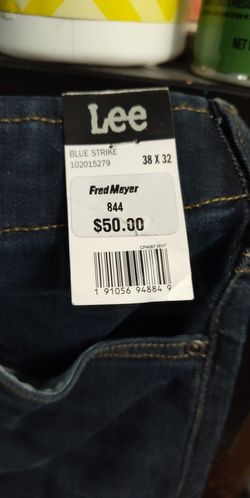 Lee
BLUE STRIKE
102015279
38 X 32
Fred Meyer
844
$50.00
1 91056 94884 9